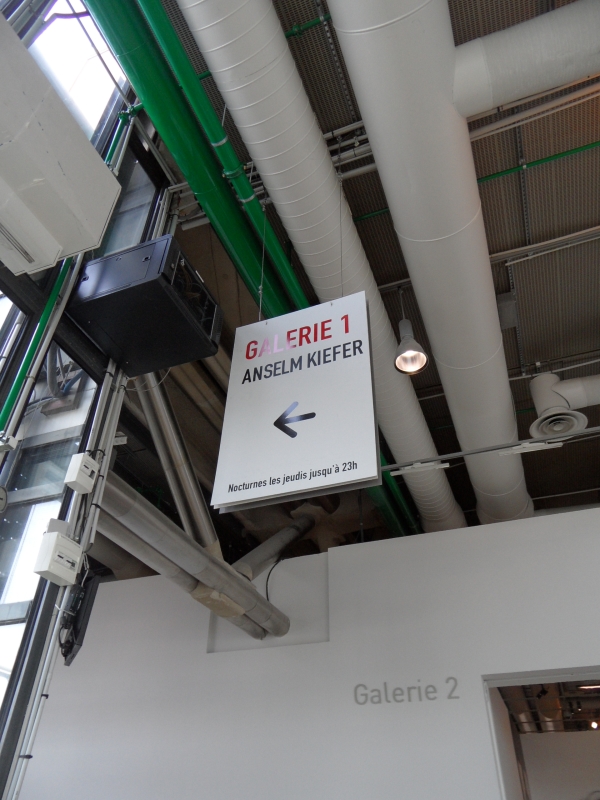 GALERIE 1
ANSELM KIEFER
Nocturnes les jeudis jusqu'à 23h
Galerie 2